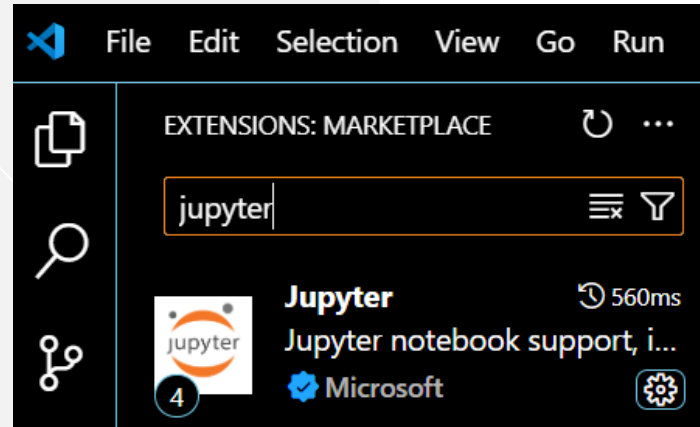 File Edit Selection View Go Run
EXTENSIONS: MARKETPLACE
jupyter
Jupyter 560ms
jupyter
Jupyter notebook support, i...
4
Microsoft